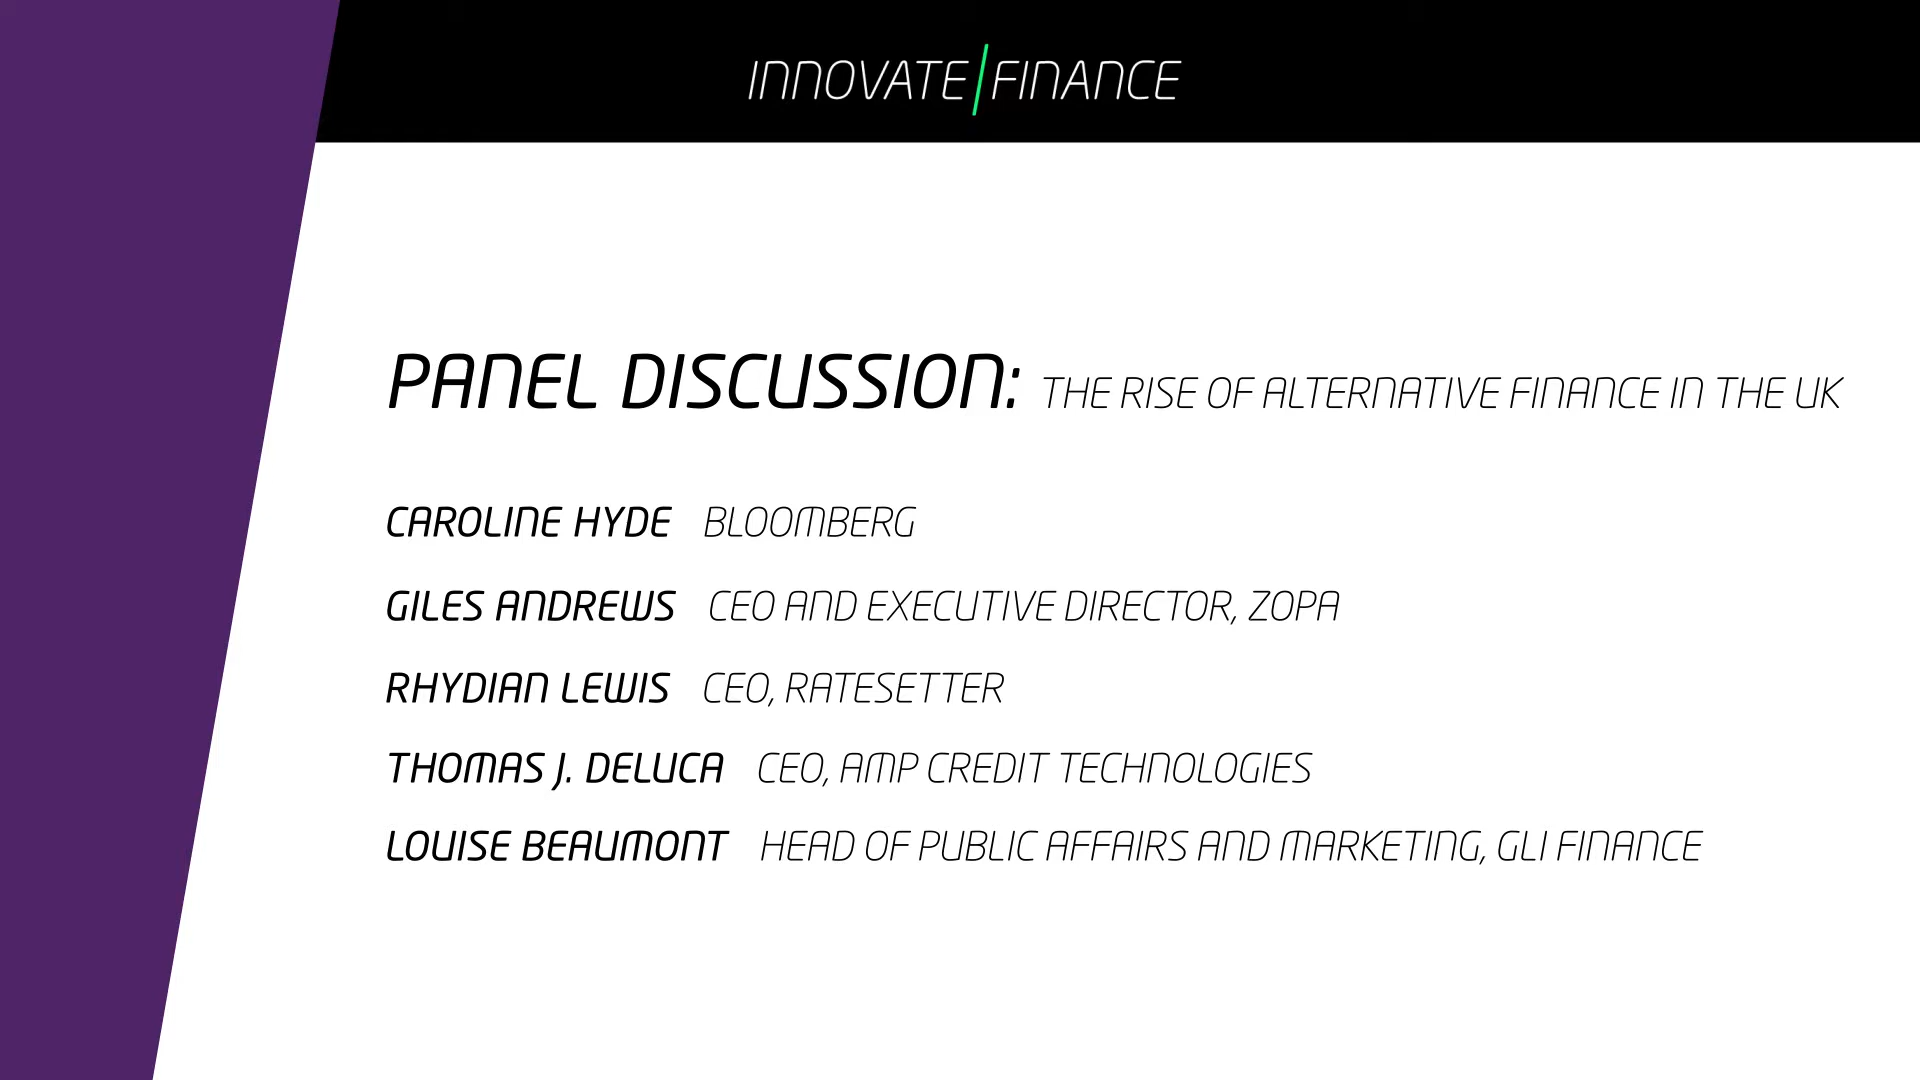 INNOVATE/FINANCE
PANEL DISCUSSION: THE RISE OF ALTERNATIVE FINANCE IN THE UK
CAROLINE HYDE BLOOMBERG
GILES ANDREWS CEO AND EXECUTIVE DIRECTOR, ZOPA
RHYDIAN LEWIS CEO, RATESETTER
THOMAS J. DELUCA CEO, AMP CREDIT TECHNOLOGIES
LOUISE BEAUMONT HEAD OF PUBLIC AFFAIRS AND MARKETING, GLI FINANCE